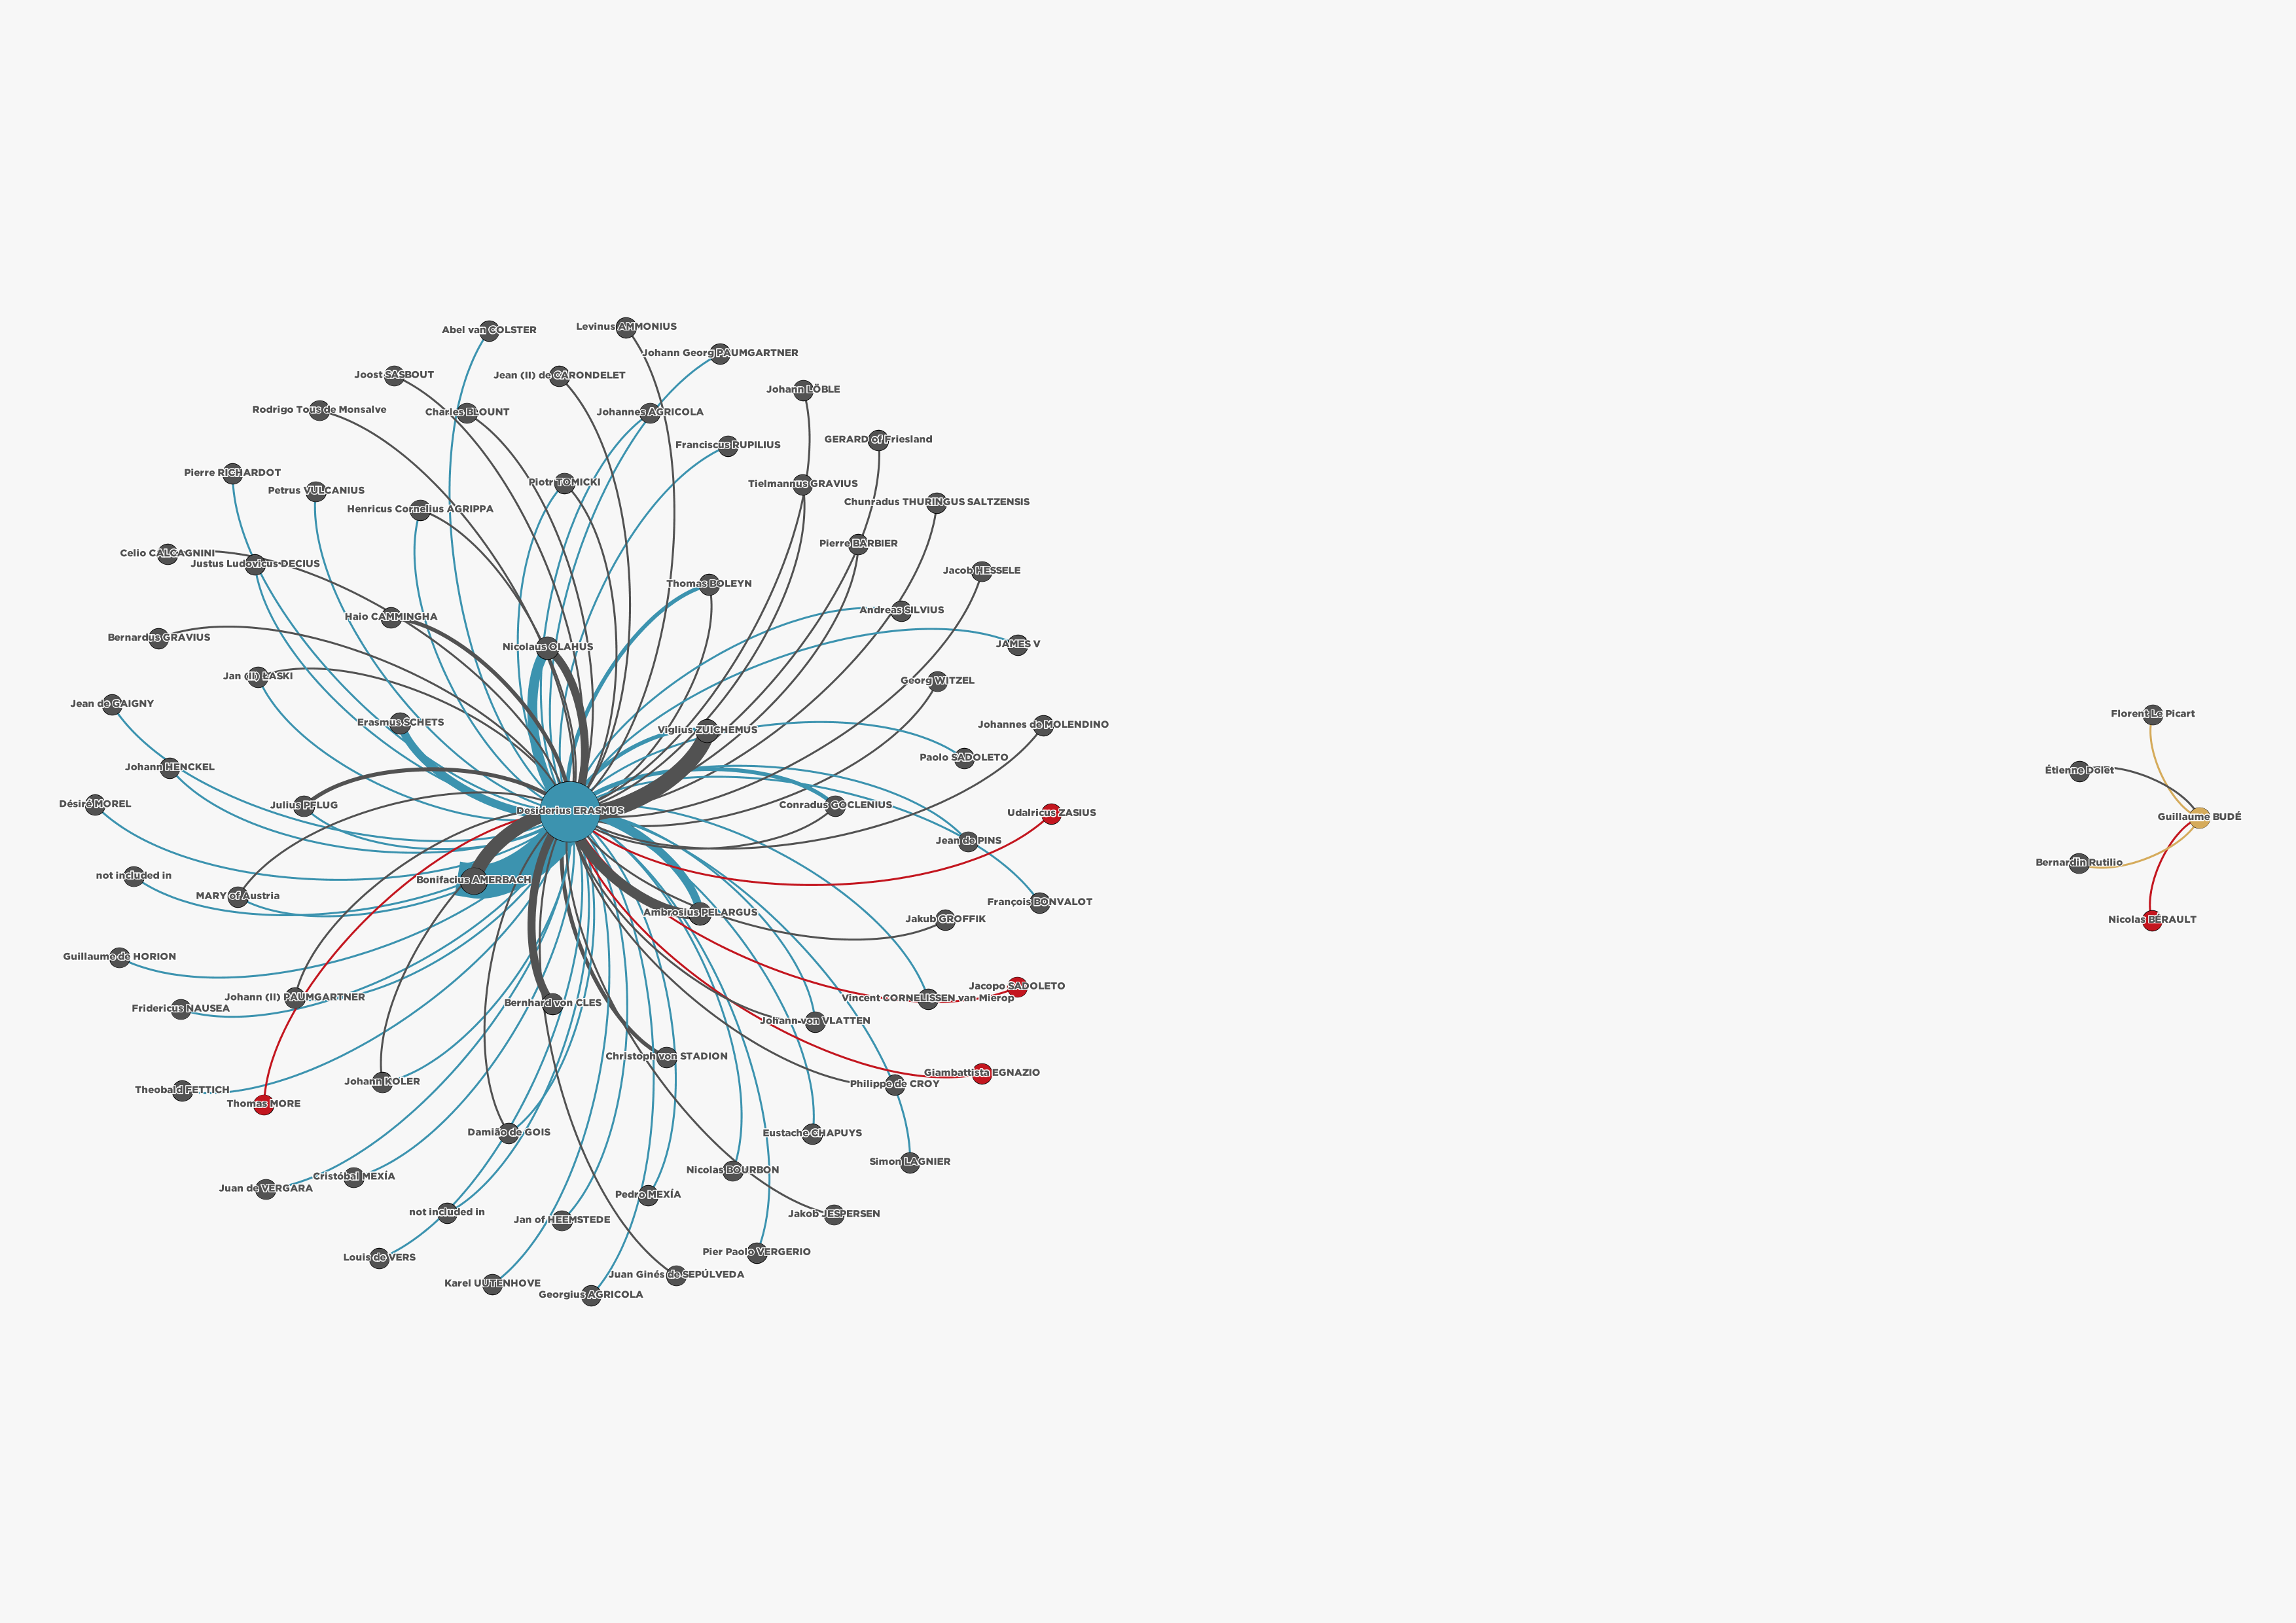 Levinus AMMONIUS
Abel van COLSTER
Johann Georg PAUMGARTNER
Joost SASBOUT
Jean (II) de CARONDELET
Johann LÖBLE
Rodrigo Tous de Monsalve
Charles BLOUNT
Johannes AGRICOLA
GERARD of Friesland
Franciscus RUPILIUS
Pierre RICHARDOT
Piotr TOMICKI
Tielmannus GRAVIUS
Petrus VULCANIUS
Chunradus THURINGUS SALTZENSIS
Henricus Cornelius AGRIPPA
Pierre BARBIER
Celio CALCAGNINI
Justus Ludovicus DECIUS
Jacob HESSELE
Thomas BOLEYN
Andreas SILVIUS
Haio CAMMINGHA
Bernardus GRAVIUS
JAMES V
Nicolaus OLAHUS
Jan (II) ŁASKI
Georg WITZEL
Jean de GAIGNY
Florent Le Picart
Erasmus SCHETS
Johannes de MOLENDINO
Viglius ZUICHEMUS
Paolo SADOLETO
Johann HENCKEL
Étienne Dolet
Désiré MOREL
Julius PFLUG
Conradus GOCLENIUS
Desiderius ERASMUS
Udalricus ZASIUS
Guillaume BUDÉ
Jean de PINS
Bernardin Rutilio
not included in
Bonifacius AMERBACH
MARY of Austria
François BONVALOT
Ambrosius PELARGUS
Jakub GROFFIK
Nicolas BÉRAULT
Guillaume de HORION
Jacopo SADOLETO
Johann (II) PAUMGARTNER
Vincent CORNELISSEN van Mierop
Bernhard von CLES
Fridericus NAUSEA
Johann von VLATTEN
Christoph von STADION
Giambattista EGNAZIO
Johann KOLER
Philippe de CROY
Theobald FETTICH
Thomas MORE
Damião de GOIS
Eustache CHAPUYS
Simon LAGNIER
Nicolas BOURBON
Cristóbal MEXÍA
Juan de VERGARA
Pedro MEXÍA
not included in
Jakob JESPERSEN
Jan of HEEMSTEDE
Pier Paolo VERGERIO
Louis de VERS
Juan Ginés de SEPÚLVEDA
Karel UUTENHOVE
Georgius AGRICOLA